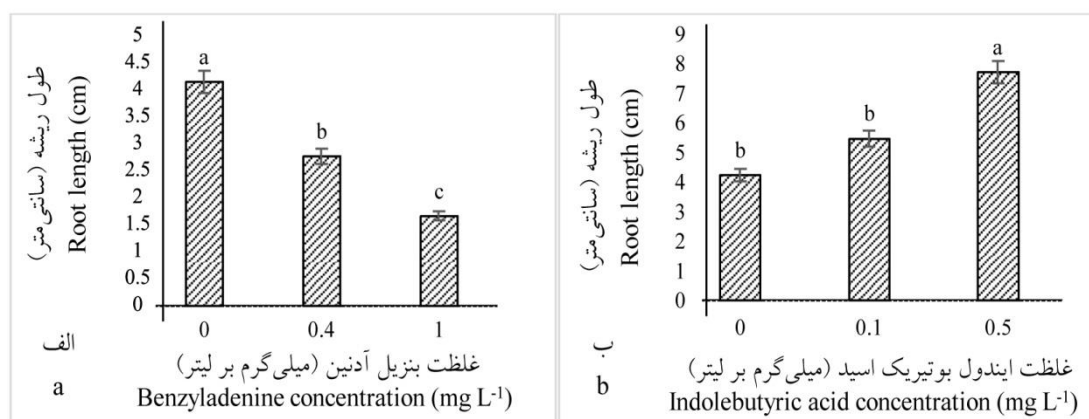 5
4.5
4
3.5
3
2.5
2
1.5
1
0.5
0
طول ریشه (سانتی‌متر)
Root length (cm)
a
b
c
0 0.4 1
غلظت بنزیل آدنین (میلی‌گرم بر لیتر)
Benzyladenine concentration (mg L-1)
الف
a
9
8
7
6
5
4
3
2
1
0
طول ریشه (سانتی‌متر)
Root length (cm)
b
b
a
0 0.1 0.5
غلظت ایندول بوتیریک اسید (میلی‌گرم بر لیتر)
Indolebutyric acid concentration (mg L-1)
ب
b